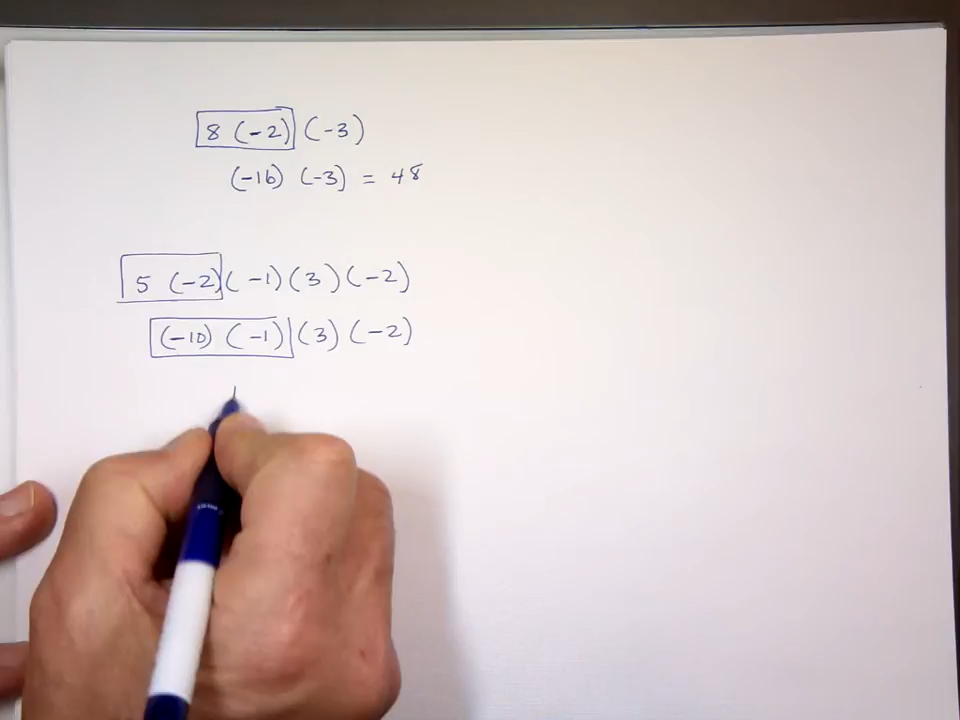 8 (-2) (-3)
(-16) (-3) = 48
5 (-2) (-1) (3) (-2)
(-10) (-1) (3) (-2)